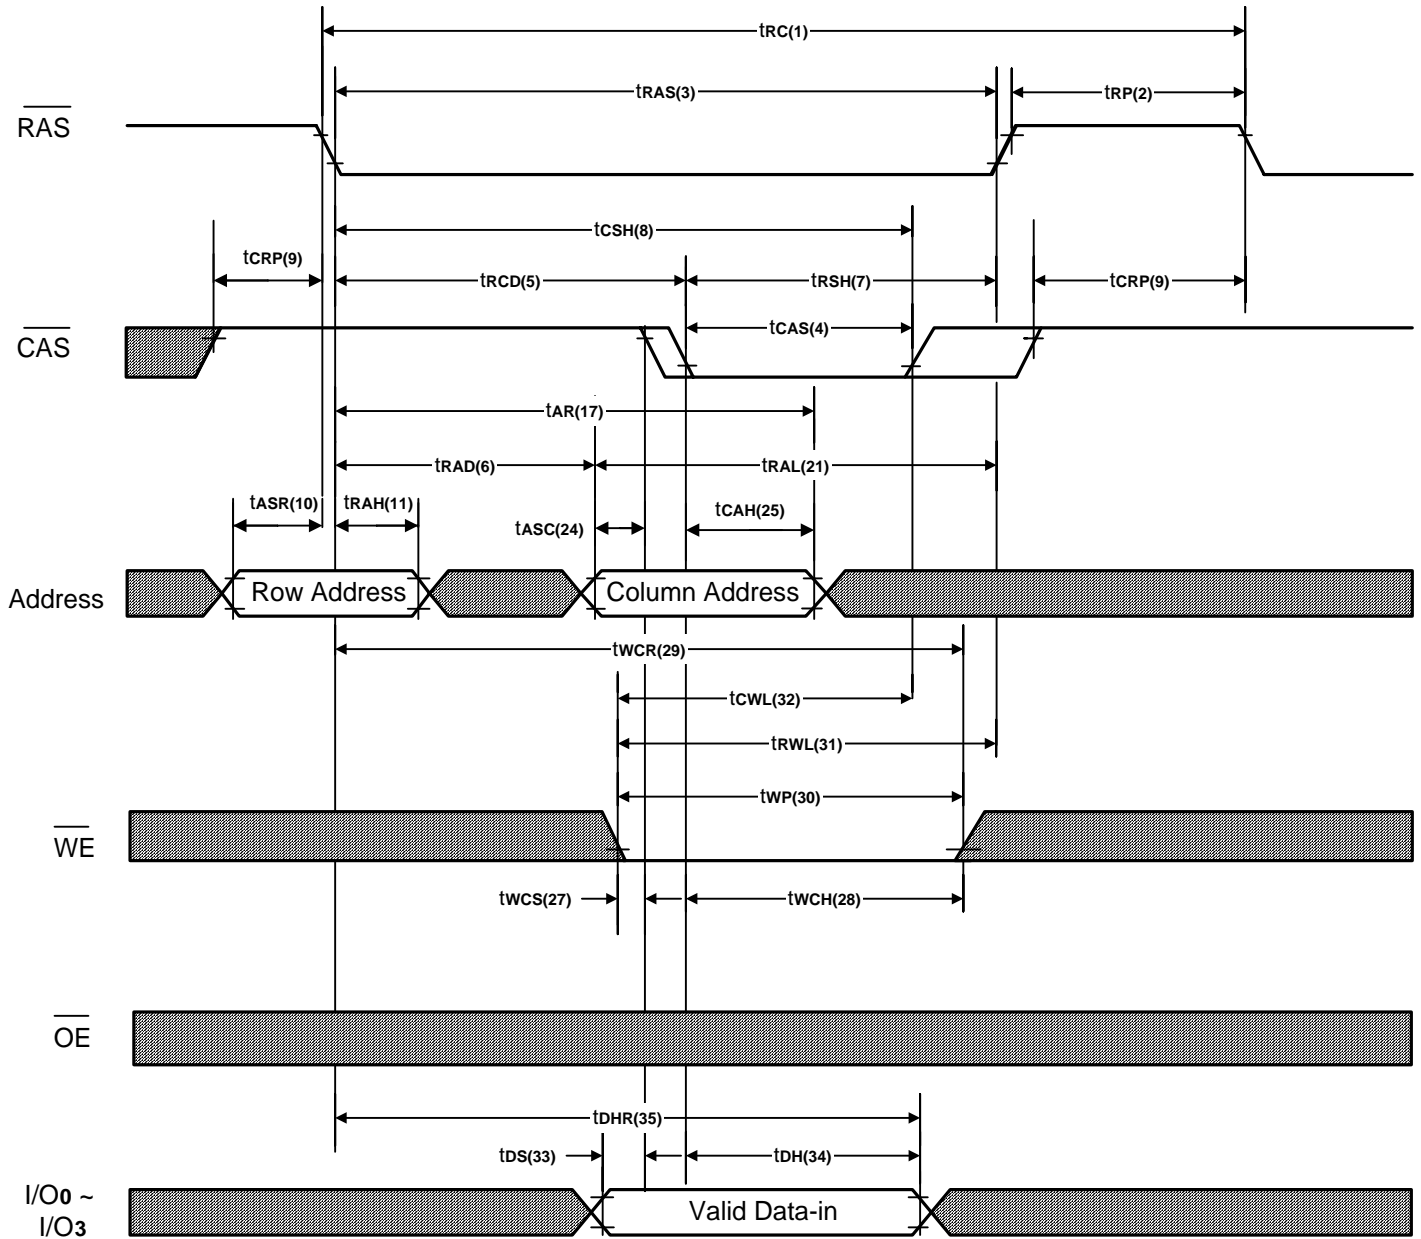 tRC(1)
tRAS(3)
tRP(2)
RAS
tCSH(8)
tCRP(9)
tRCD(5)
tRSH(7)
tCRP(9)
CAS
tCAS(4)
tAR(17)
tRAD(6)
tRAL(21)
tASR(10)
tRAH(11)
tASC(24)
tCAH(25)
Address
Row Address
Column Address
tWCR(29)
tCWL(32)
tRWL(31)
tWP(30)
WE
tWCS(27)
tWCH(28)
OE
tDHR(35)
tDS(33)
tDH(34)
I/O0 ~
I/O3
Valid Data-in